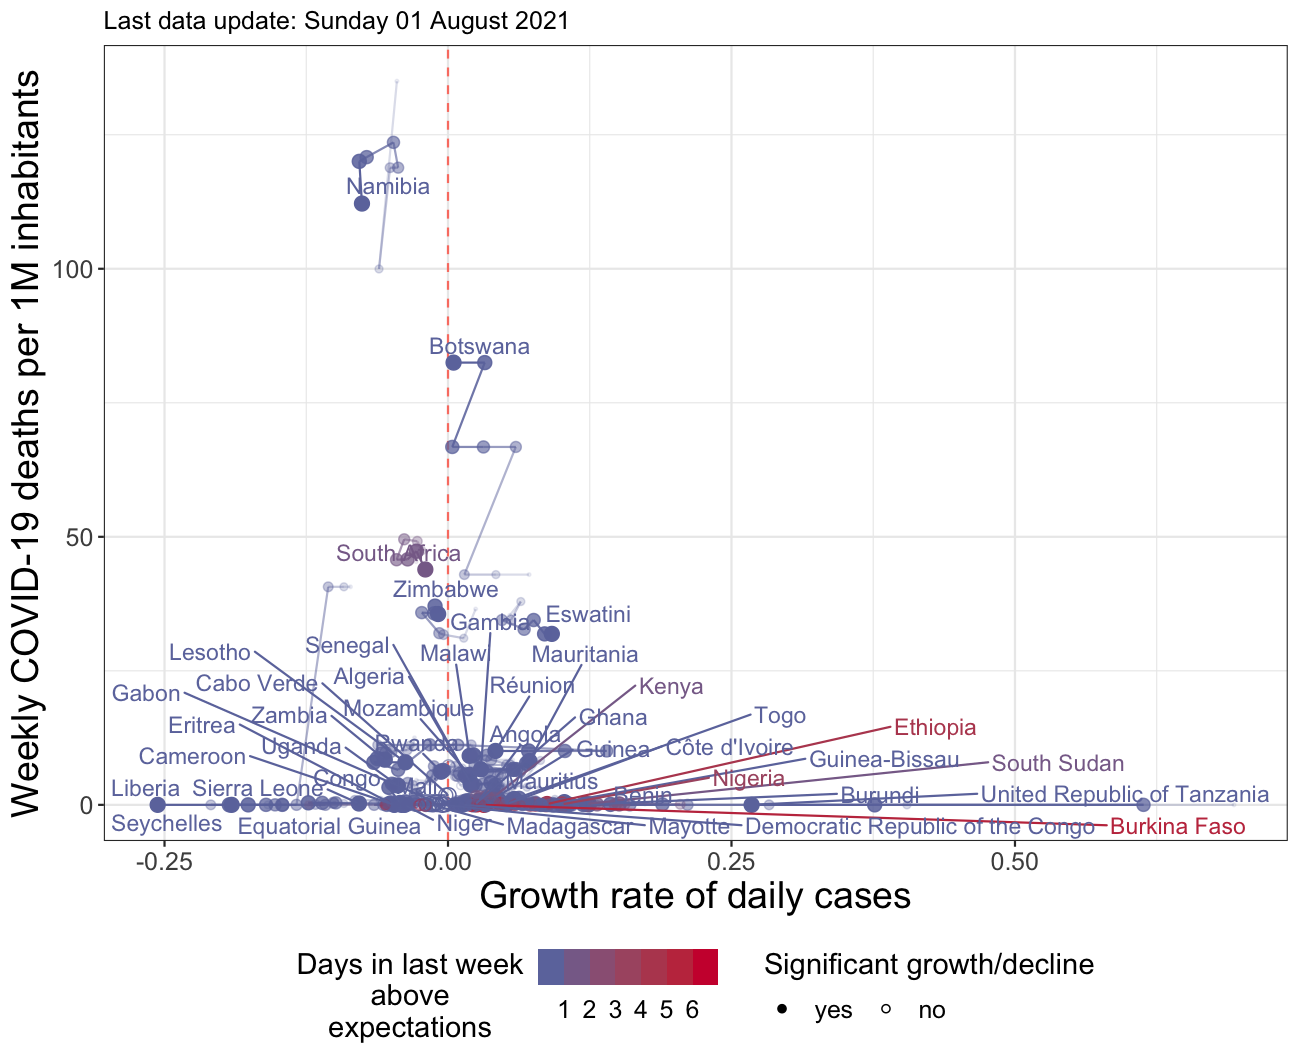 Last data update: Sunday 01 August 2021
Weekly COVID-19 deaths per 1M inhabitants
100
50
0
Namibia
Botswana
South Africa
Zimbabwe
Gambia
Eswatini
Senegal
Malawi
Mauritania
Lesotho
Algeria
Réunion
Kenya
Gabon
Cabo Verde
Mozambique
Ghana
Togo
Eritrea
Zambia
Angola
Ethiopia
Uganda
Rwanda
Guinea
Côte d'Ivoire
Cameroon
Guinea-Bissau
South Sudan
Congo
Mali
Mauritius
Nigeria
Liberia
Sierra Leone
Benin
Burundi
United Republic of Tanzania
Seychelles
Equatorial Guinea
Niger
Madagascar
Mayotte
Democratic Republic of the Congo
Burkina Faso
-0.25
0.00
0.25
0.50
Growth rate of daily cases
Days in last week
above
expectations
1 2 3 4 5 6
Significant growth/decline
yes
no